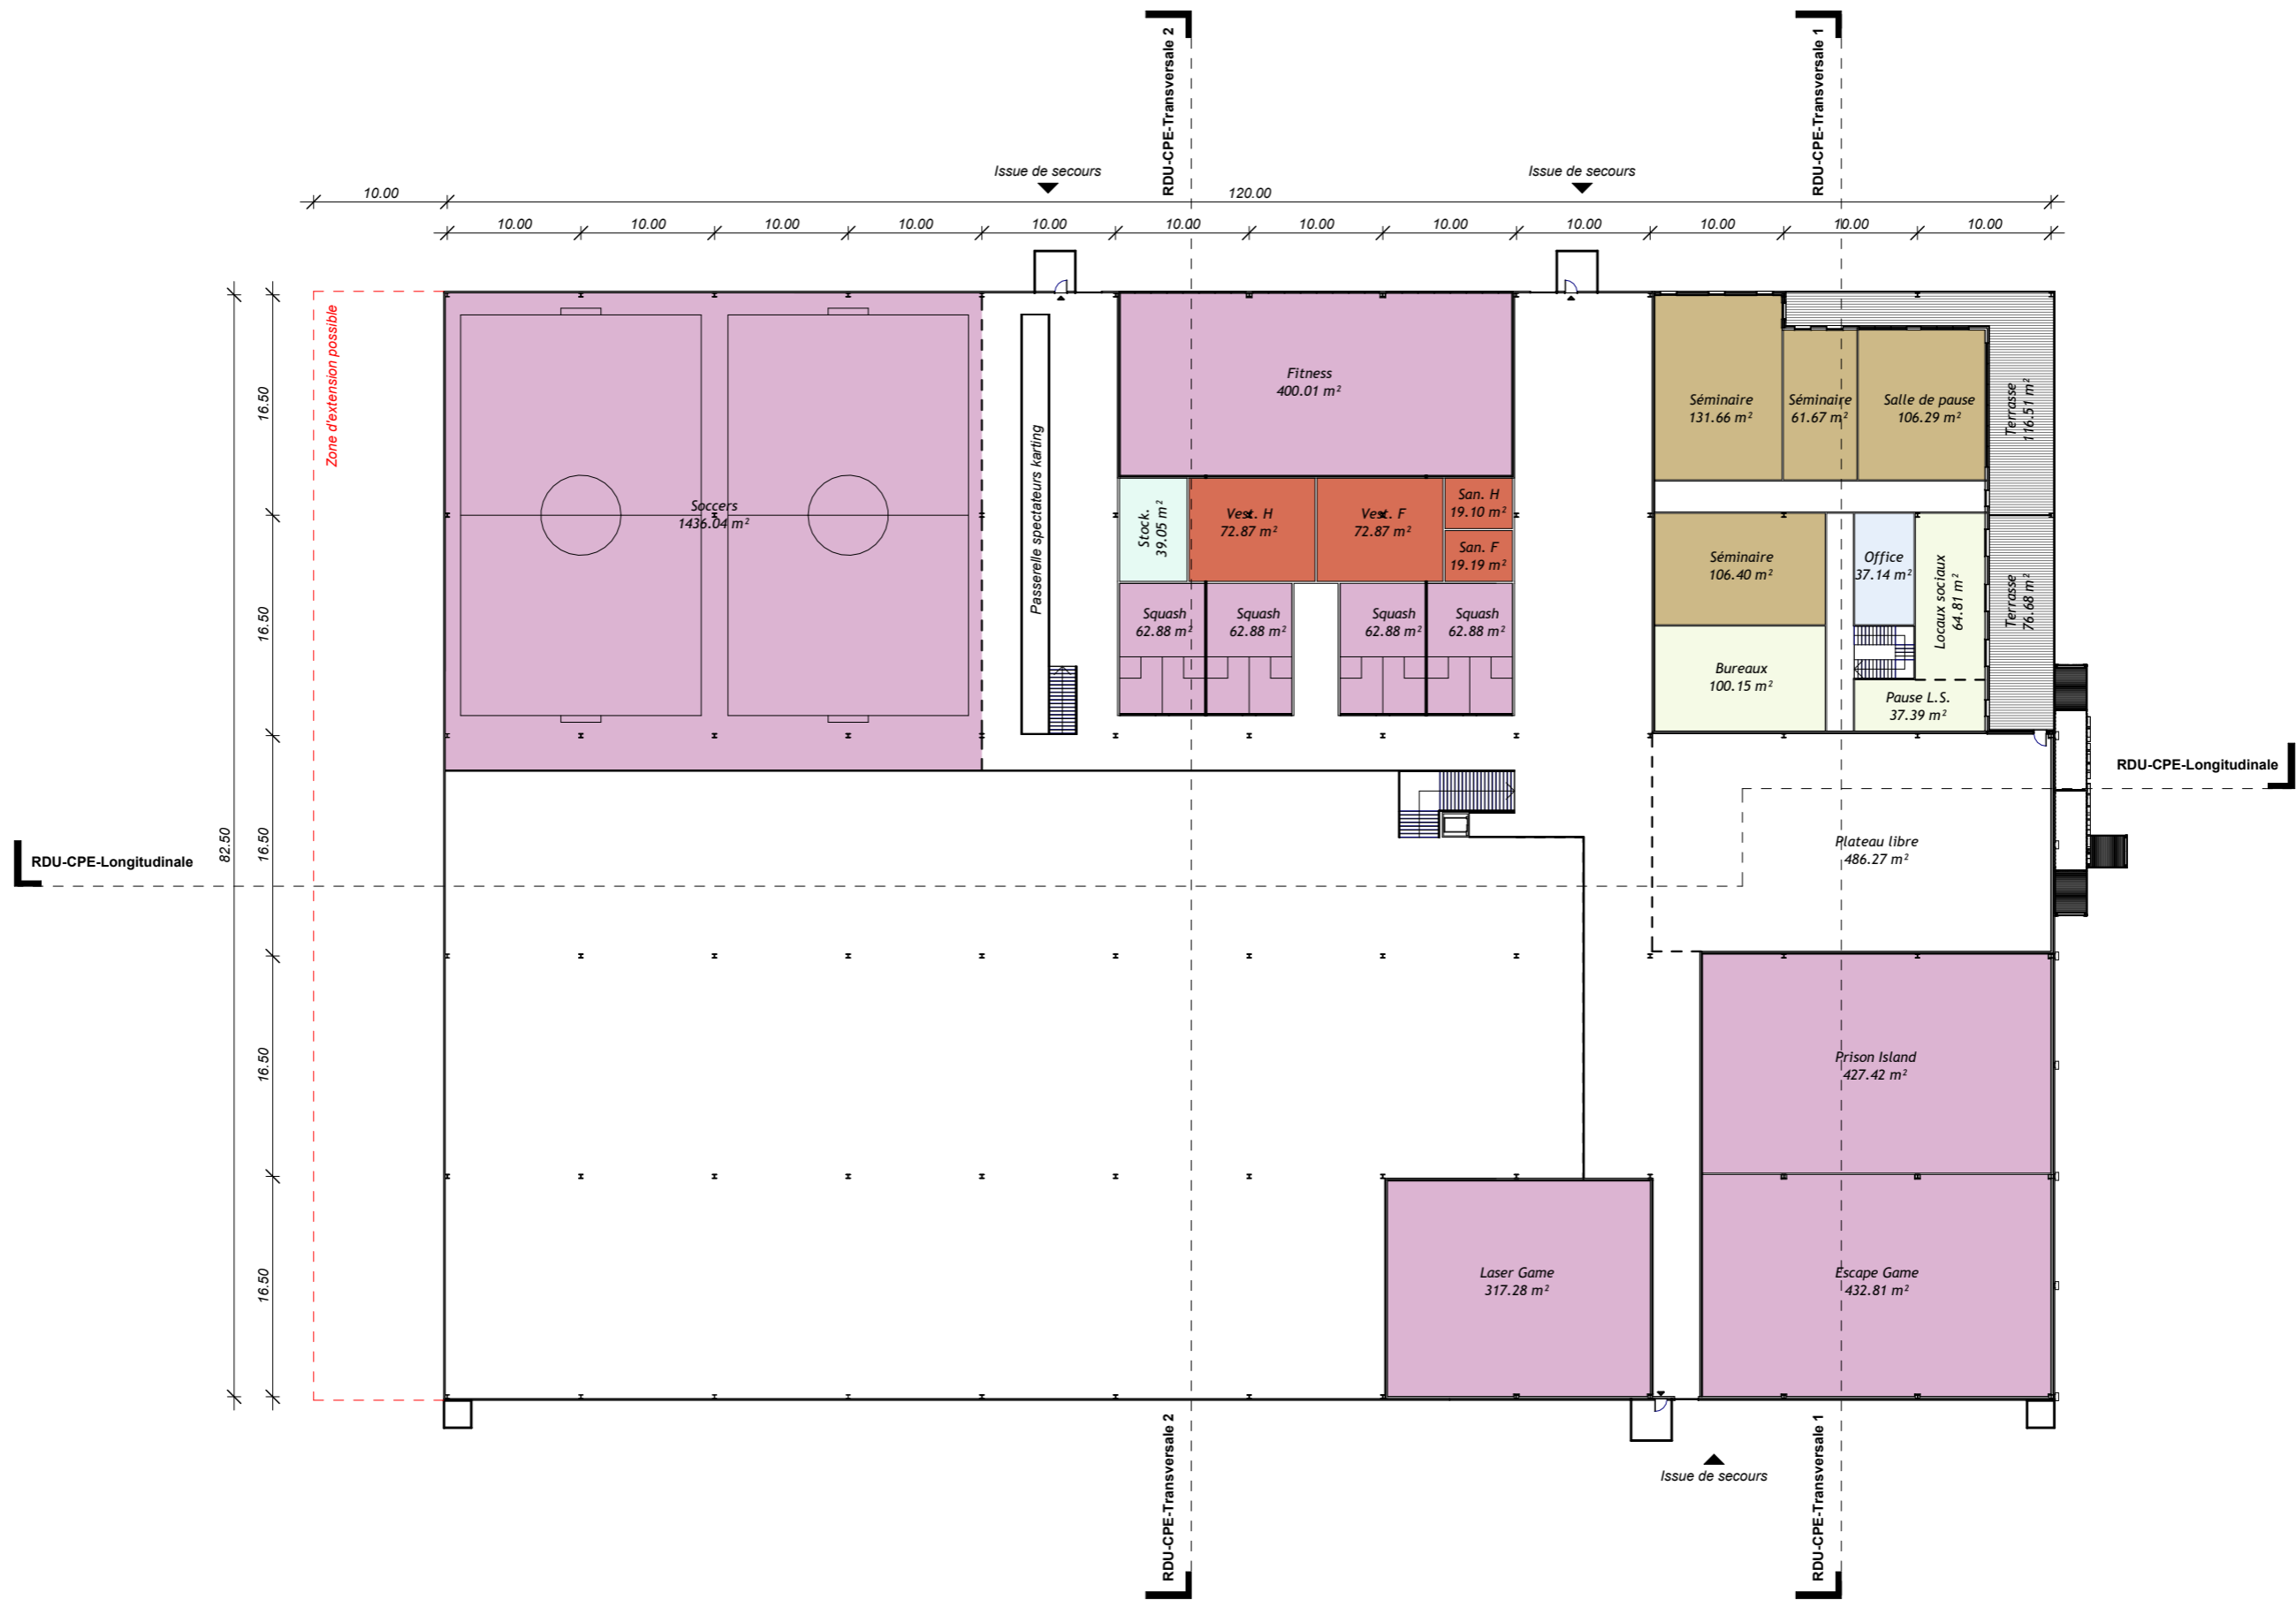 RDU-CPE-Transversale 2
RDU-CPE-Transversale 1
Issue de secours
Issue de secours
10.00
120.00
10.00
10.00
10.00
10.00
10.00
10.00
10.00
10.00
10.00
10.00
10.00
10.00
Zone d'extension possible
16.50
16.50
16.50
16.50
16.50
82.50
Soccers
1436.04 m²
Passerelle spectateurs karting
Fitness
400.01 m²
Stock.
39.05 m²
Vest. H
72.87 m²
Vest. F
72.87 m²
San. H
19.10 m²
San. F
19.19 m²
Squash
62.88 m²
Squash
62.88 m²
Squash
62.88 m²
Squash
62.88 m²
Séminaire
131.66 m²
Séminaire
61.67 m²
Salle de pause
106.29 m²
Terrasse
116.51 m²
Séminaire
106.40 m²
Office
37.14 m²
Locaux sociaux
64.81 m²
Terrasse
76.68 m²
Bureaux
100.15 m²
Pause L.S.
37.39 m²
RDU-CPE-Longitudinale
RDU-CPE-Longitudinale
Plateau libre
486.27 m²
Prison Island
427.42 m²
Laser Game
317.28 m²
Escape Game
432.81 m²
Issue de secours
RDU-CPE-Transversale 2
RDU-CPE-Transversale 1